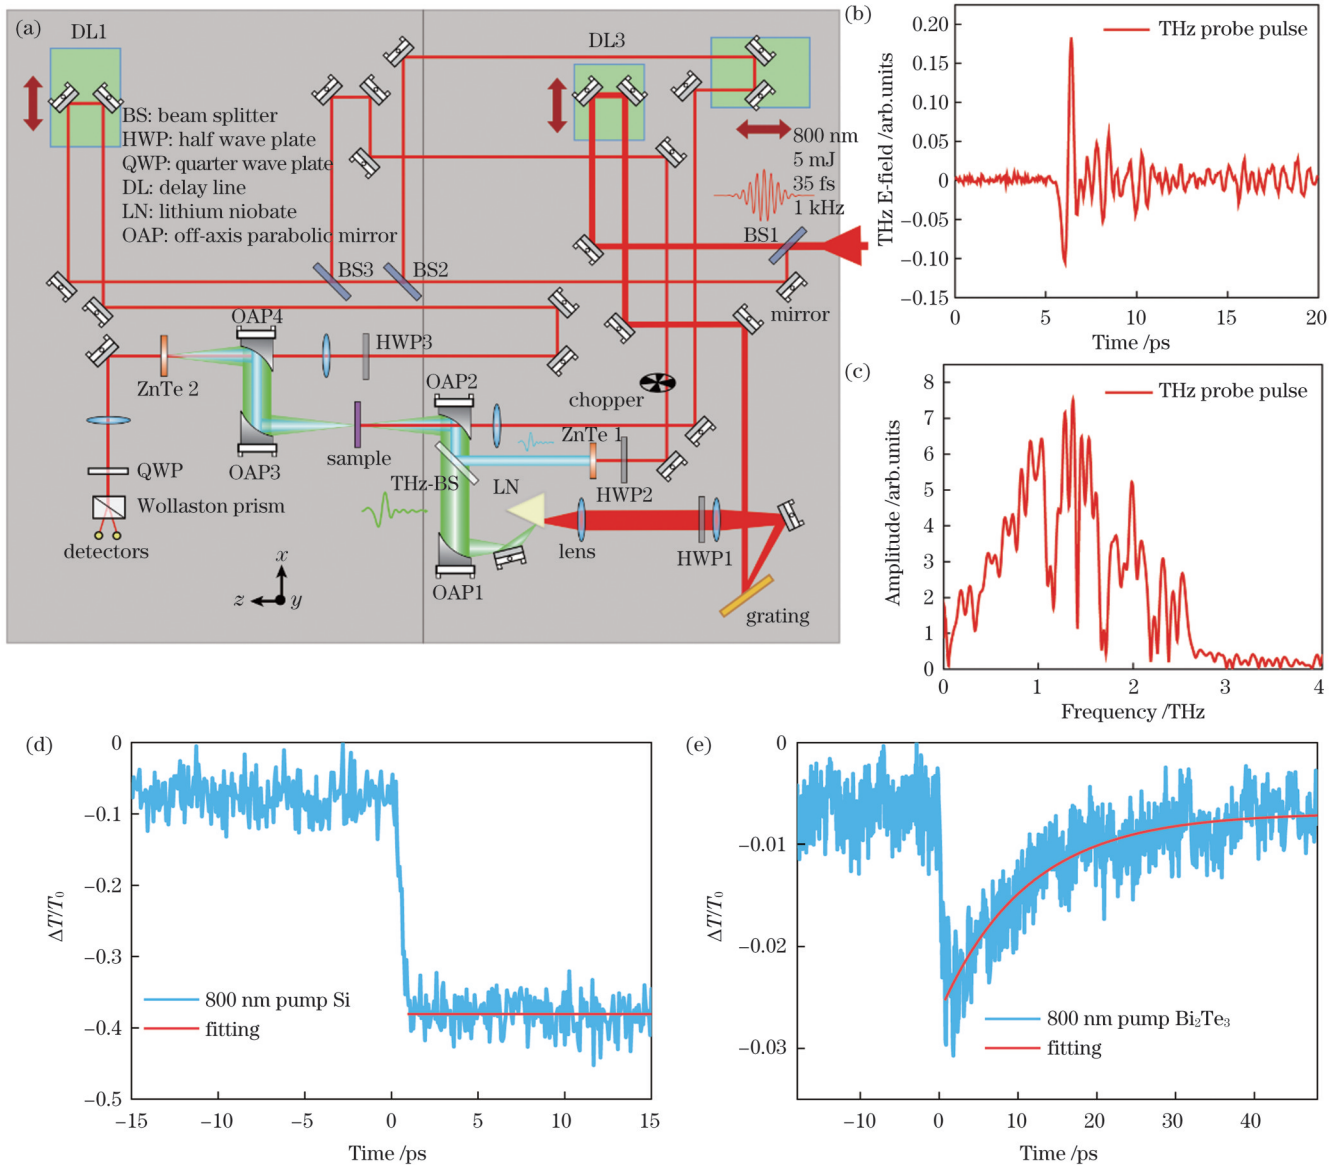 (a)
DL1
DL3
BS: beam splitter
HWP: half wave plate
QWP: quarter wave plate
DL: delay line
LN: lithium niobate
OAP: off-axis parabolic mirror
800 nm
5 mJ
35 fs
1 kHz
BS1
BS3
BS2
mirror
OAP4
HWP3
ZnTe 2
OAP2
chopper
OAP3
sample
ZnTe 1
QWP
THz-BS
LN
HWP2
Wollaston prism
lens
HWP1
detectors
OAP1
grating
x
z
y
(b)
THz probe pulse
THz E-field /arb.units
0.20
0.15
0.10
0.05
0
−0.05
−0.10
−0.15
0
5
10
15
20
Time /ps
(c)
THz probe pulse
Amplitude /arb.units
8
7
6
5
4
3
2
1
0
0
1
2
3
4
Frequency /THz
(d)
ΔT/T₀
0
−0.1
−0.2
−0.3
−0.4
−0.5
800 nm pump Si
fitting
−15
−10
−5
0
5
10
15
Time /ps
(e)
ΔT/T₀
0
−0.01
−0.02
−0.03
800 nm pump Bi₂Te₃
fitting
−10
0
10
20
30
40
Time /ps